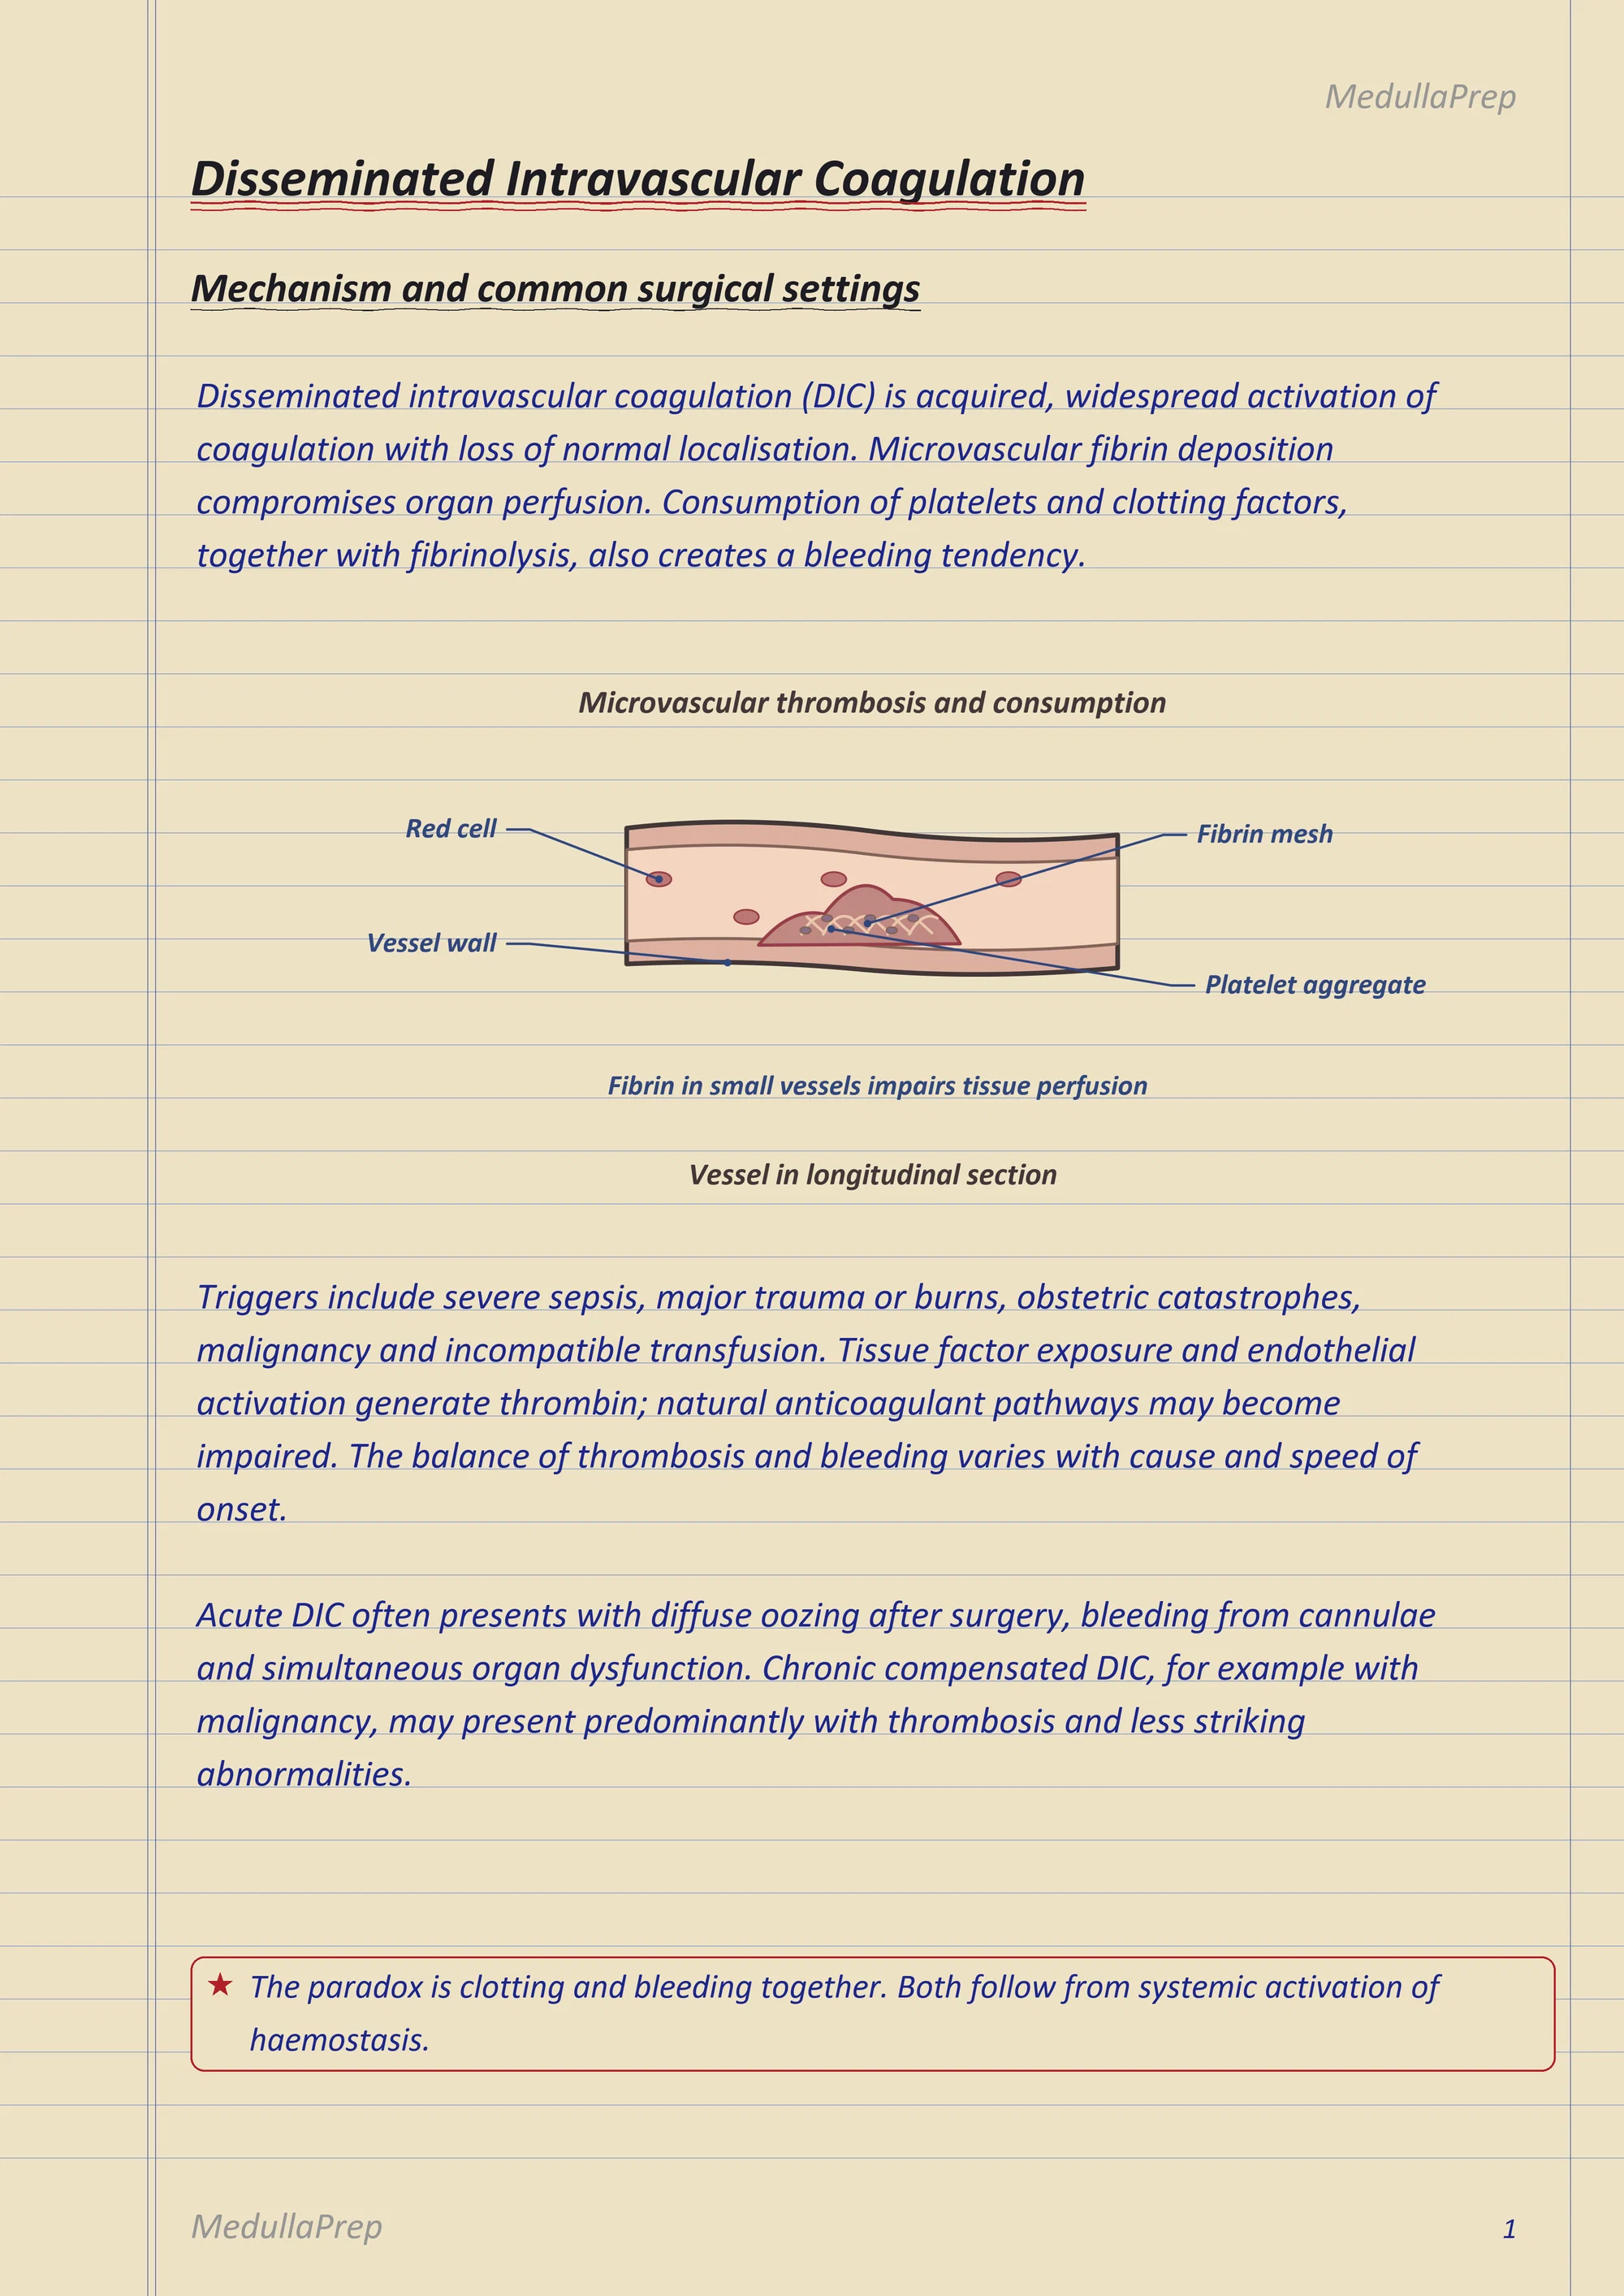 MedullaPrep
Disseminated Intravascular Coagulation
Mechanism and common surgical settings
Disseminated intravascular coagulation (DIC) is acquired, widespread activation of
coagulation with loss of normal localisation. Microvascular fibrin deposition
compromises organ perfusion. Consumption of platelets and clotting factors,
together with fibrinolysis, also creates a bleeding tendency.
Microvascular thrombosis and consumption
Red cell
Fibrin mesh
Vessel wall
Platelet aggregate
Fibrin in small vessels impairs tissue perfusion
Vessel in longitudinal section
Triggers include severe sepsis, major trauma or burns, obstetric catastrophes,
malignancy and incompatible transfusion. Tissue factor exposure and endothelial
activation generate thrombin; natural anticoagulant pathways may become
impaired. The balance of thrombosis and bleeding varies with cause and speed of
onset.
Acute DIC often presents with diffuse oozing after surgery, bleeding from cannulae
and simultaneous organ dysfunction. Chronic compensated DIC, for example with
malignancy, may present predominantly with thrombosis and less striking
abnormalities.
★ The paradox is clotting and bleeding together. Both follow from systemic activation of
haemostasis.
MedullaPrep
1